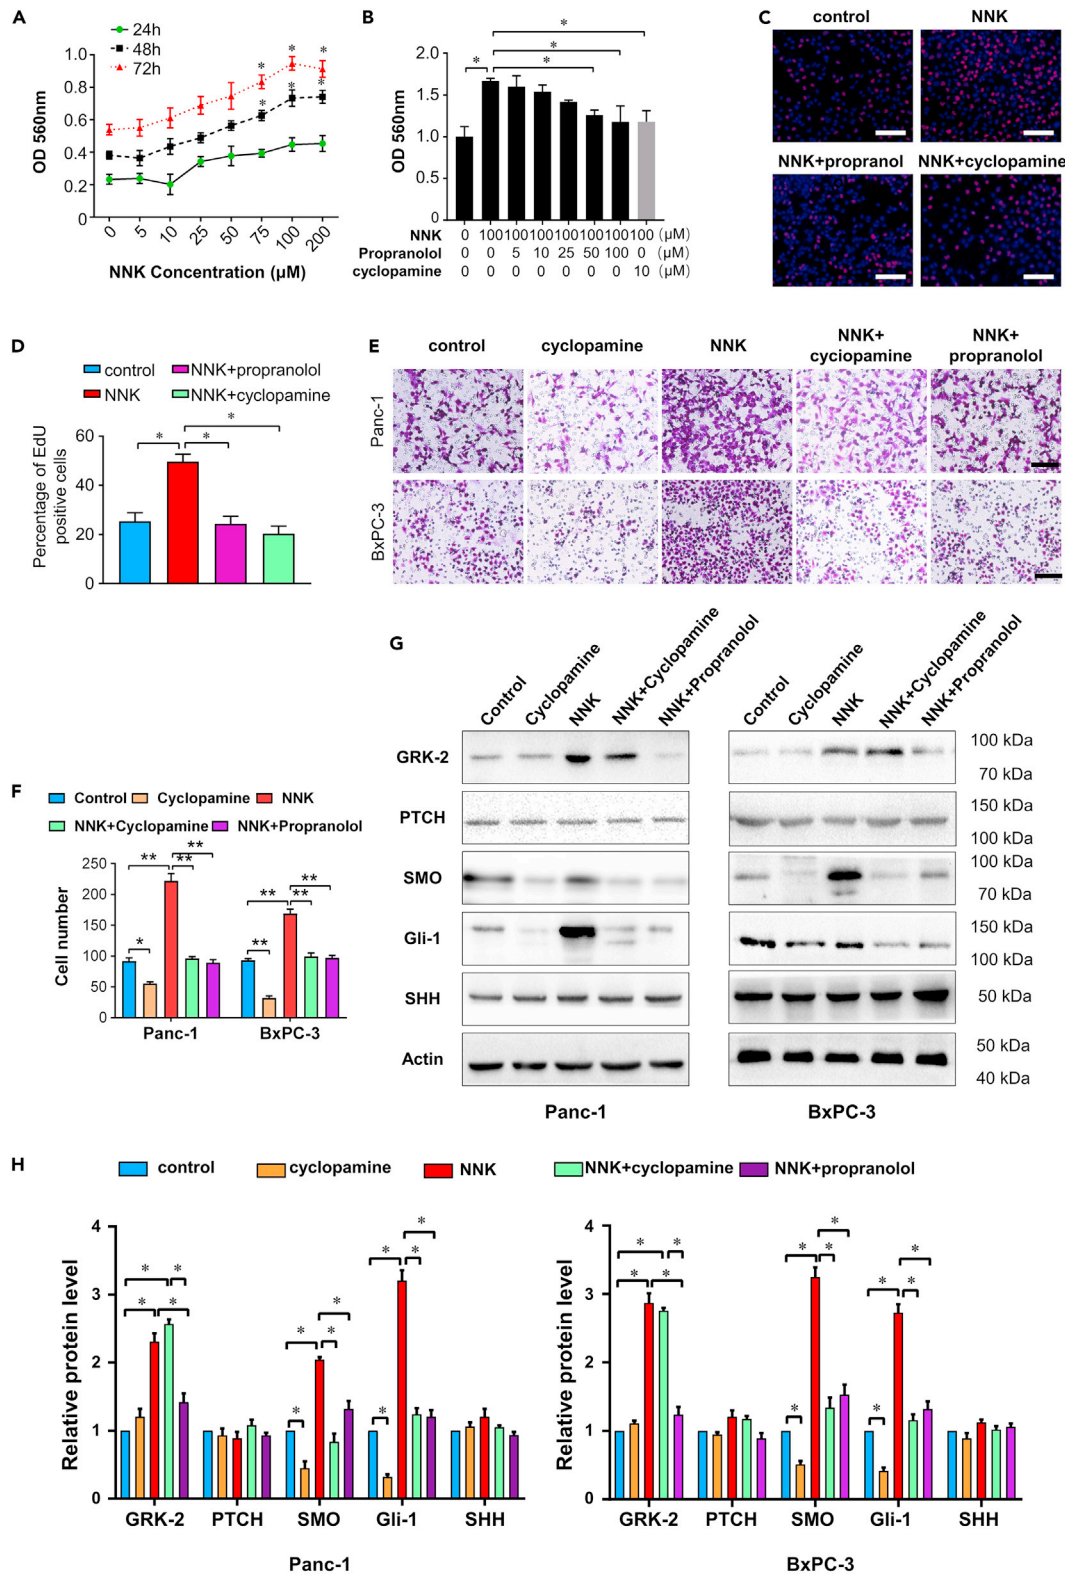 A
24h
48h
72h
OD 560nm
1.0
0.8
0.6
0.4
0.2
0 5 10 25 50 75 100 200
NNK Concentration (µM)
* * *
* * *
B
*
*
*
*
OD 560nm
2.0
1.5
1.0
0.5
0
NNK 0 100 100 100 100 100 100 100 (µM)
Propranolol 0 0 5 10 25 50 100 0 (µM)
cyclopamine 0 0 0 0 0 0 0 10 (µM)
C
control NNK
NNK+propranol NNK+cyclopamine
D
control NNK+propranolol
NNK NNK+cyclopamine
*
* *
Percentage of EdU
positive cells
60
40
20
0
E
control cyclopamine NNK NNK+
cyciopamine NNK+
propranolol
Panc-1
BxPC-3
F
Control Cyclopamine NNK
NNK+Cyclopamine NNK+Propranolol
Cell number
250
200
150
100
50
0
** ** ** *
** ** ** **
Panc-1 BxPC-3
G
Control Cyclopamine NNK NNK+Cyclopamine NNK+Propranolol
Control Cyclopamine NNK NNK+Cyclopamine NNK+Propranolol
GRK-2 100 kDa
70 kDa
PTCH 150 kDa
100 kDa
SMO 100 kDa
70 kDa
Gli-1 150 kDa
100 kDa
SHH 50 kDa
Actin 50 kDa
40 kDa
Panc-1 BxPC-3
H
control cyclopamine NNK NNK+cyclopamine NNK+propranolol
Relative protein level
4
3
2
1
0
* * * *
* * * *
* * * *
GRK-2 PTCH SMO Gli-1 SHH
Panc-1
Relative protein level
4
3
2
1
0
* * * *
* * * *
* * * *
GRK-2 PTCH SMO Gli-1 SHH
BxPC-3